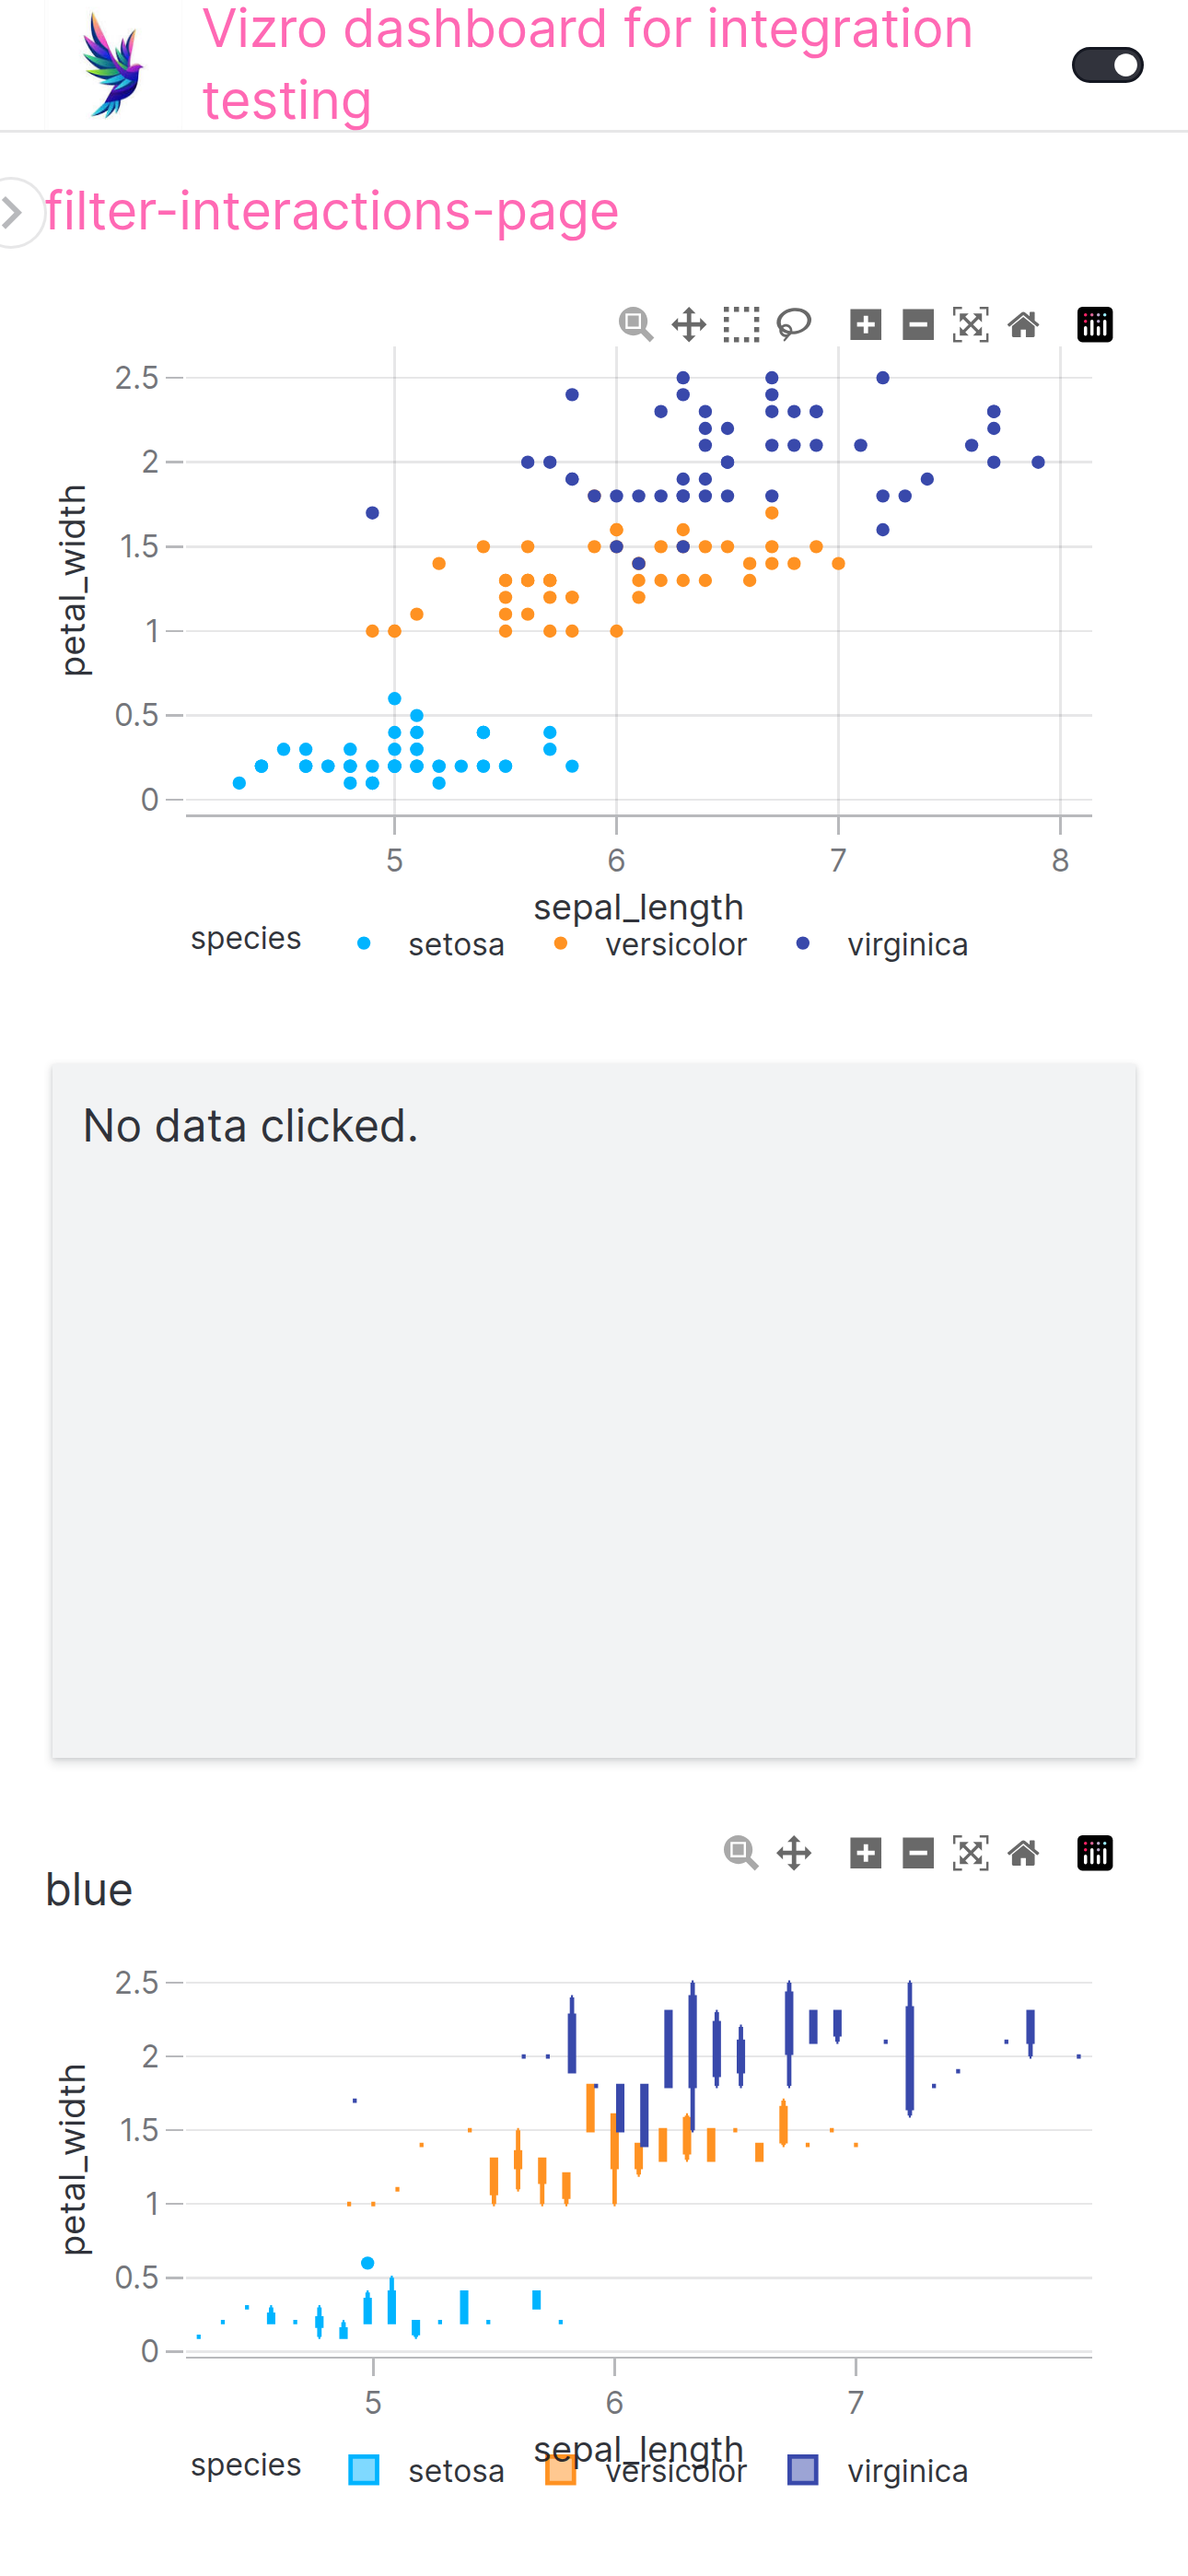 Vizro dashboard for integration
testing
filter-interactions-page
2.5
2
1.5
1
0.5
0
petal_width
5 6 7 8
sepal_length
species setosa versicolor virginica
No data clicked.
blue
2.5
2
1.5
1
0.5
0
petal_width
5 6 7
sepal_length
species setosa versicolor virginica